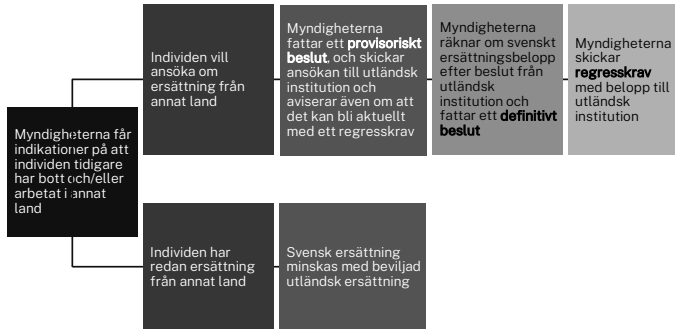 Myndigheterna får
indikationer på att
individen tidigare
har bott och/eller
arbetat i annat
land
Individen vill
ansöka om
ersättning från
annat land
Myndigheterna
fattar ett provisoriskt
beslut, och skickar
ansökan till utländsk
institution och
aviserar även om att
det kan bli aktuellt
med ett regresskrav
Myndigheterna
räknar om svenskt
ersättningsbelopp
efter beslut från
utländsk
institution och
fattar ett definitivt
beslut
Myndigheterna
skickar
regresskrav
med belopp till
utländsk
institution
Individen har
redan ersättning
från annat land
Svensk ersättning
minskas med beviljad
utländsk ersättning